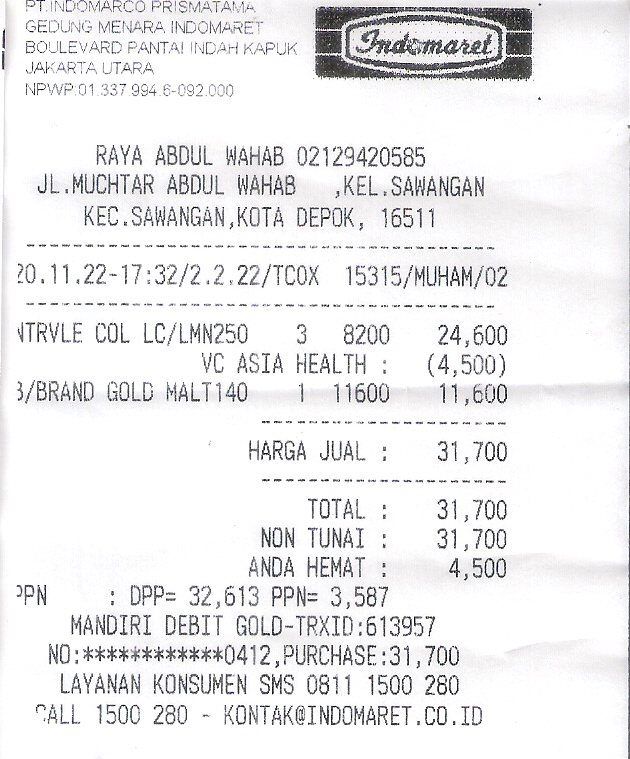 PT.INDOMARCO PRISMATAMA
GEDUNG MENARA INDOMARET
BOULEVARD PANTAI INDAH KAPUK
JAKARTA UTARA
NPWP:01.337.994.6-092.000
Indomaret
RAYA ABDUL WAHAB 02129420585
JL.MUCHTAR ABDUL WAHAB ,KEL.SAWANGAN
KEC.SAWANGAN,KOTA DEPOK, 16511
20.11.22-17:32/2.2.22/TCOX 15315/MUHAM/02
NTRVLE COL LC/LMN250 3 8200 24,600
VC ASIA HEALTH : (4,500)
B/BRAND GOLD MALT140 1 11600 11,600
HARGA JUAL : 31,700
TOTAL : 31,700
NON TUNAI : 31,700
ANDA HEMAT : 4,500
PPN : DPP= 32,613 PPN= 3,587
MANDIRI DEBIT GOLD-TRXID:613957
NO:************0412,PURCHASE:31,700
LAYANAN KONSUMEN SMS 0811 1500 280
CALL 1500 280 - KONTAK@INDOMARET.CO.ID